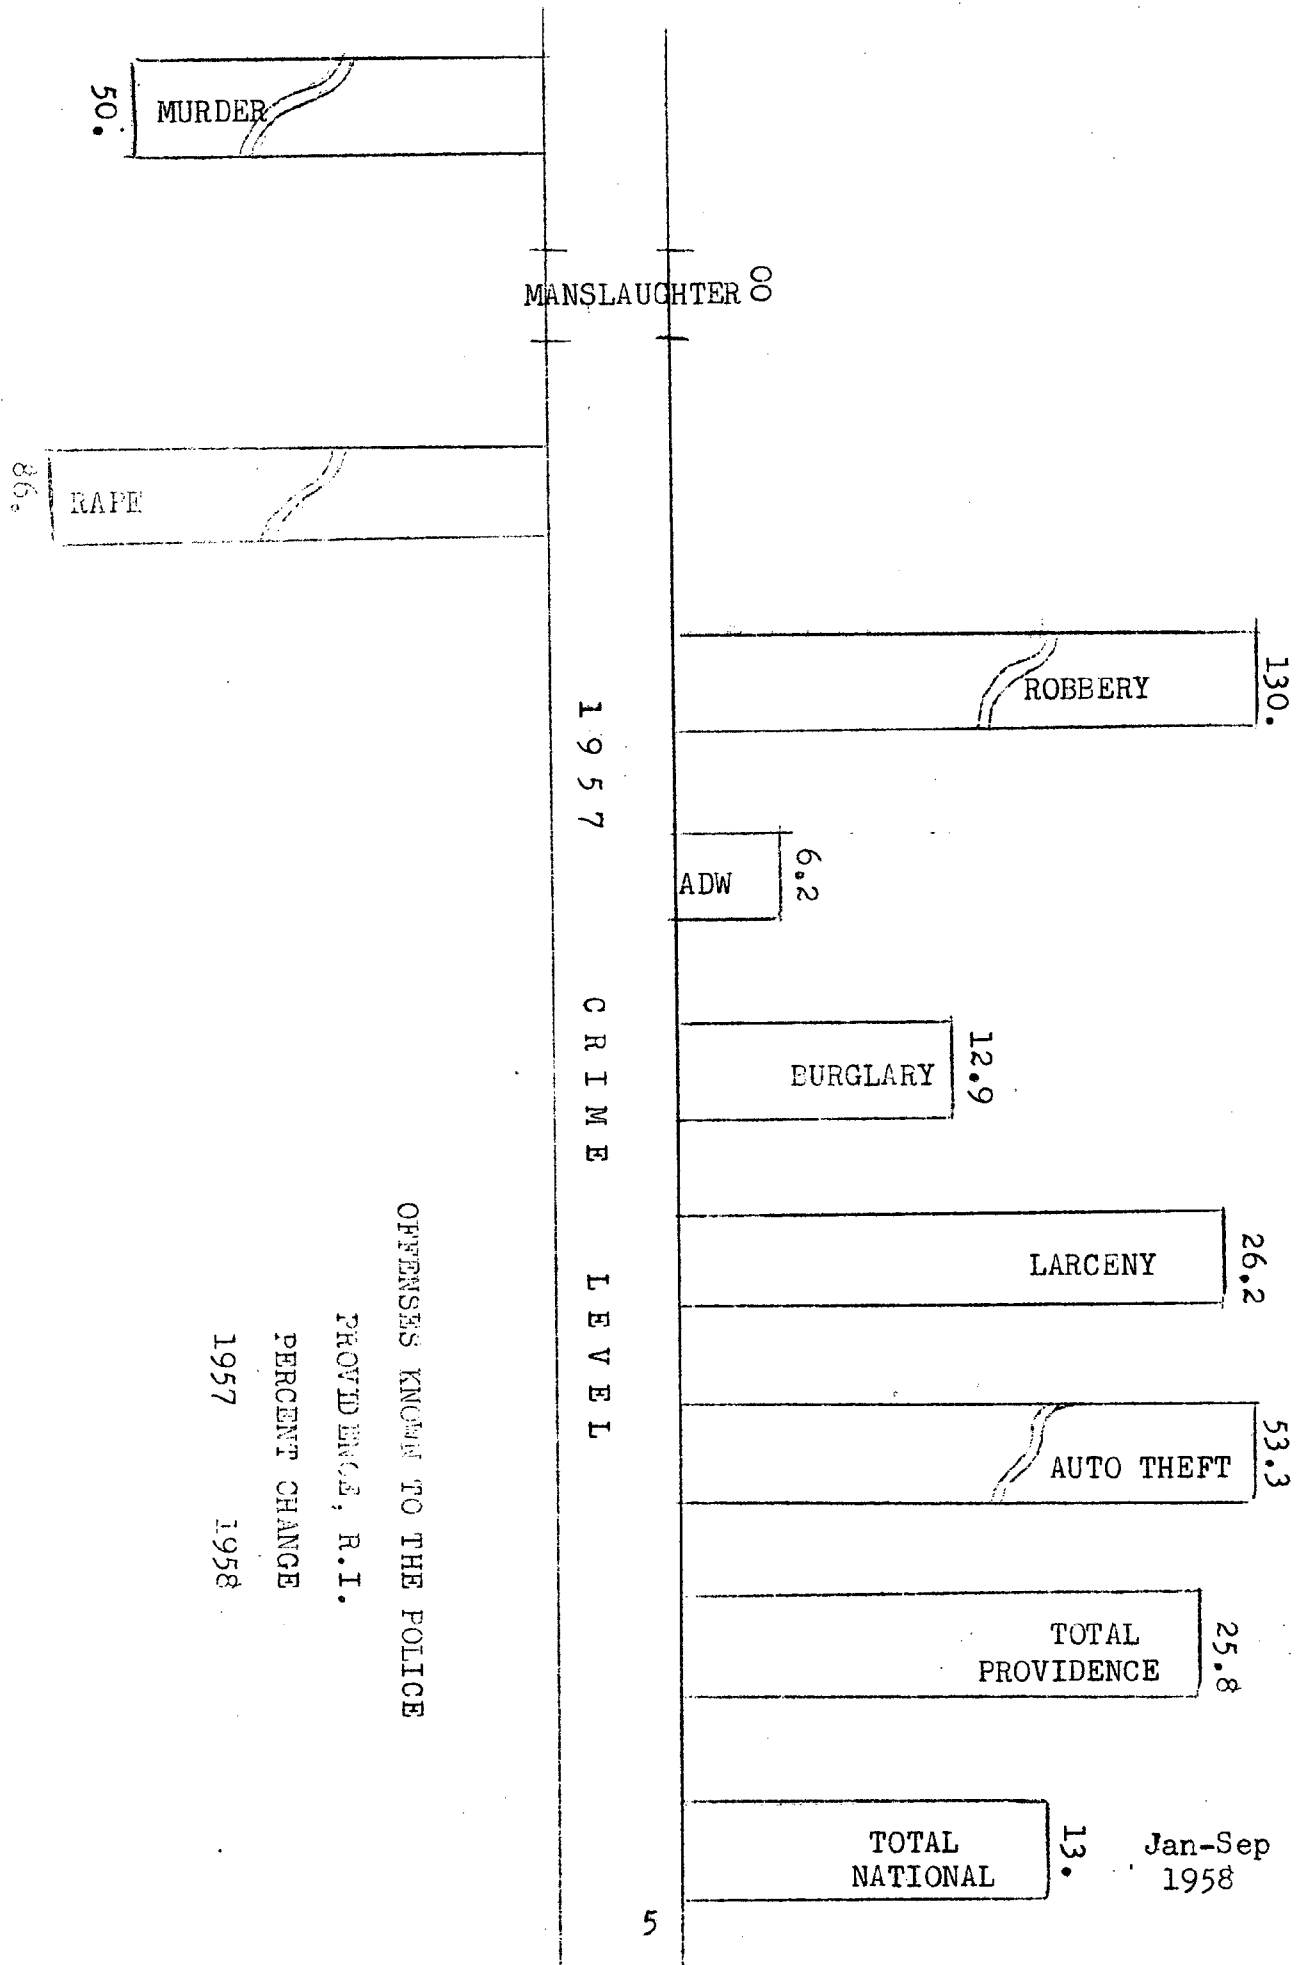 50.
MURDER
MANSLAUGHTER
00
86.
RAPE
130.
ROBBERY
6.2
ADW
12.9
BURGLARY
26.2
LARCENY
53.3
AUTO THEFT
25.8
TOTAL
PROVIDENCE
13.
TOTAL
NATIONAL
Jan-Sep
1958
1957 CRIME LEVEL
OFFENSES KNOWN TO THE POLICE
PROVIDENCE, R.I.
PERCENT CHANGE
1957 1958
5